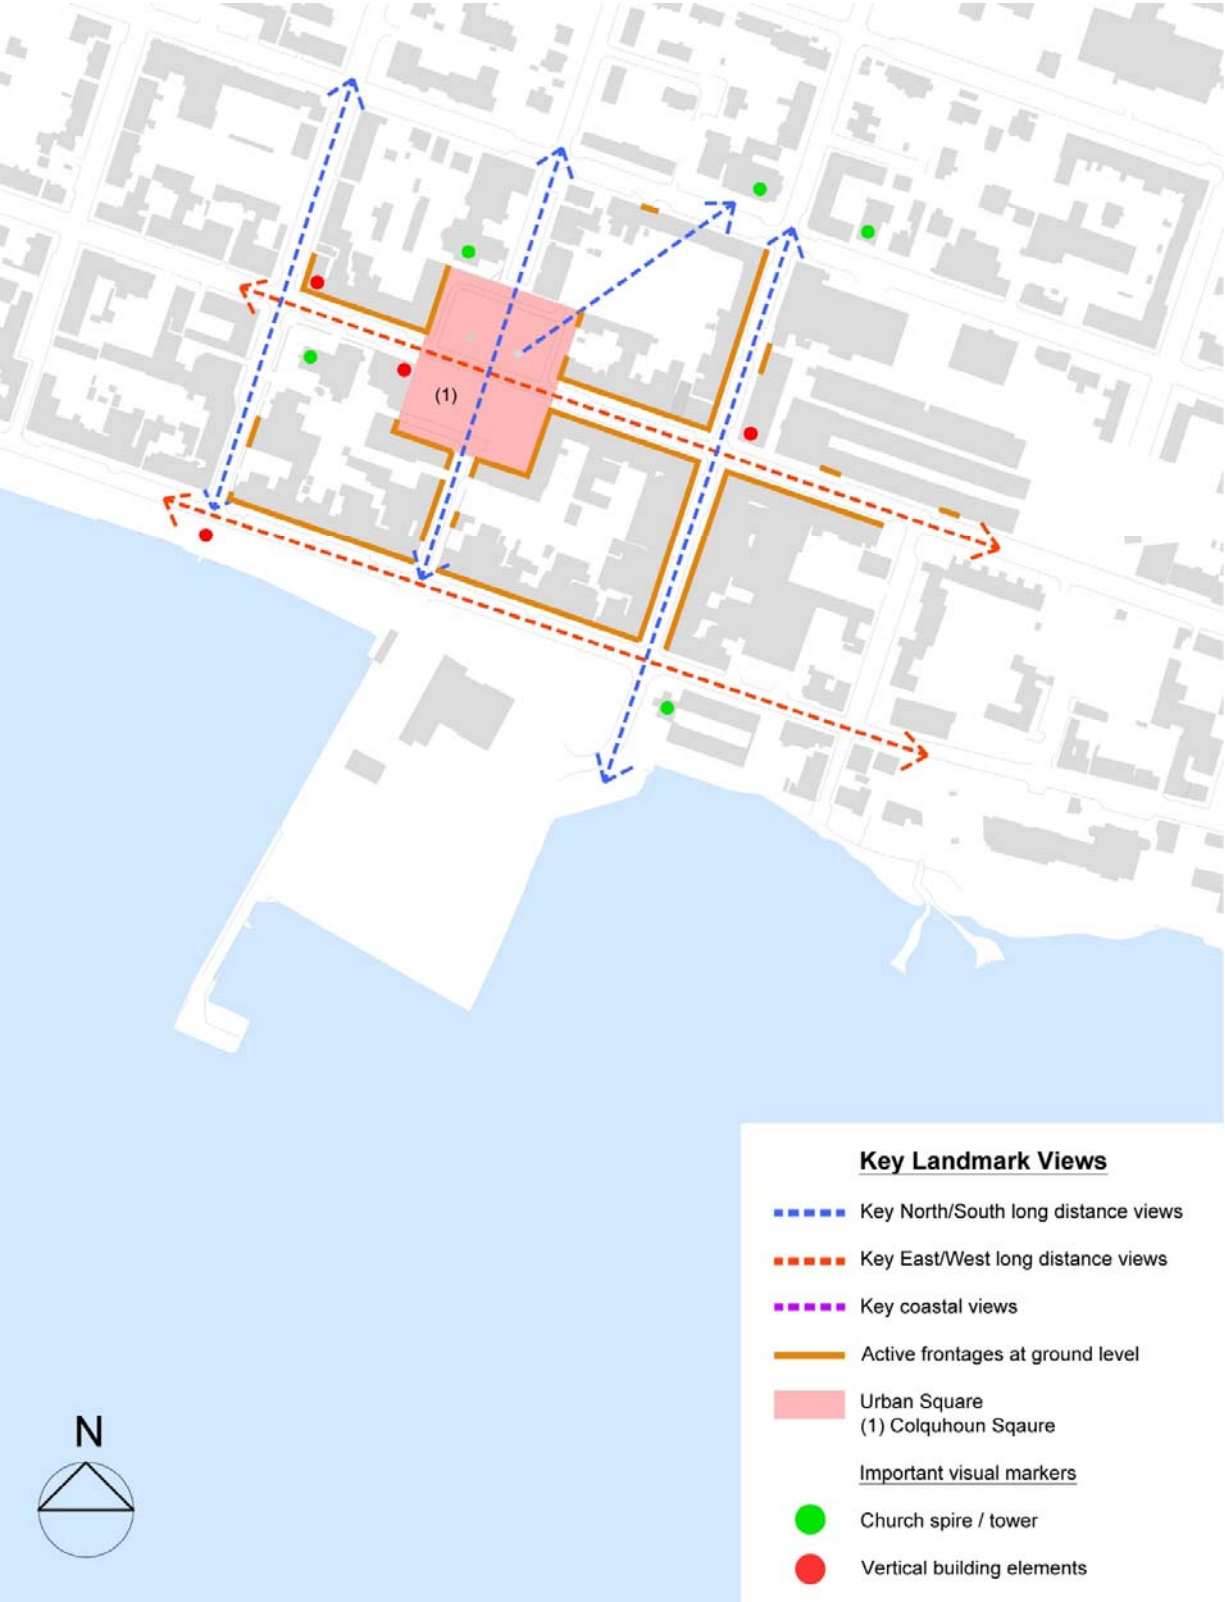 (1)
Key Landmark Views
Key North/South long distance views
Key East/West long distance views
Key coastal views
Active frontages at ground level
Urban Square
(1) Colquhoun Sqaure
Important visual markers
Church spire / tower
Vertical building elements
N